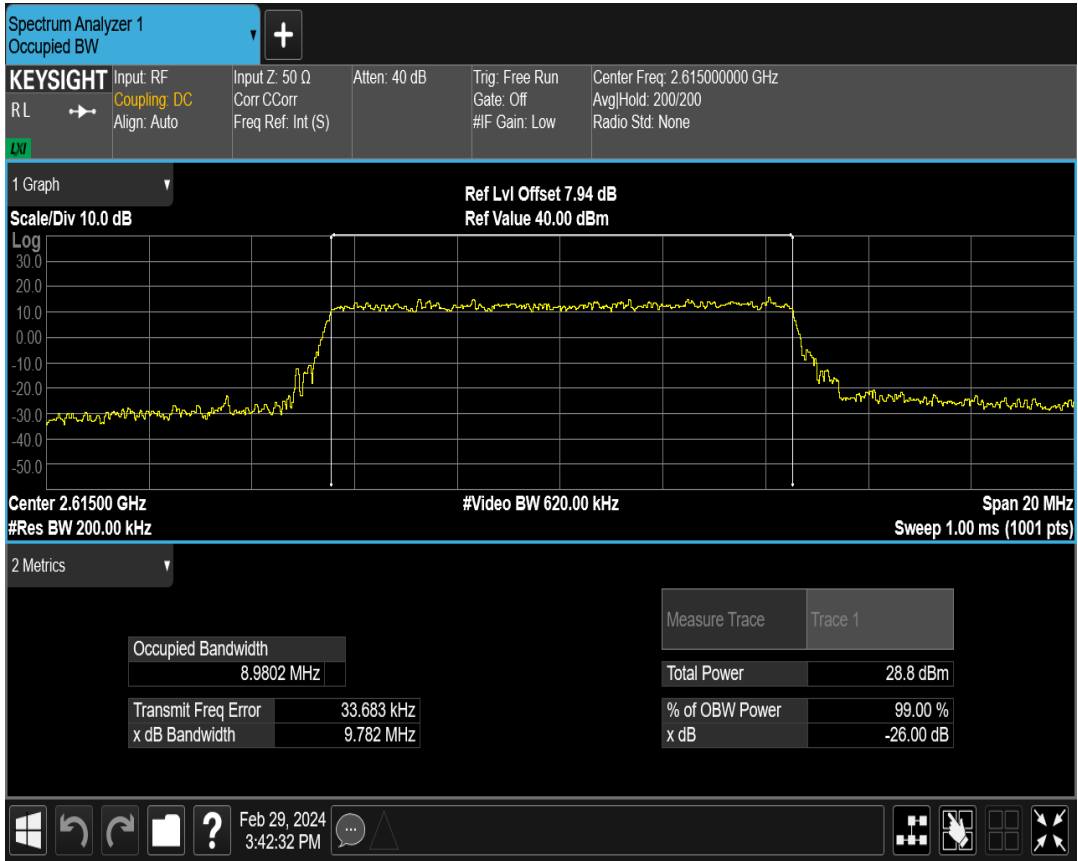 Spectrum Analyzer 1
Occupied BW
+
KEYSIGHT
R L
LXI
Input: RF
Coupling: DC
Align: Auto
Input Z: 50 Ω
Corr CCorr
Freq Ref: Int (S)
Atten: 40 dB
Trig: Free Run
Gate: Off
#IF Gain: Low
Center Freq: 2.615000000 GHz
Avg|Hold: 200/200
Radio Std: None
1 Graph
Scale/Div 10.0 dB
Ref Lvl Offset 7.94 dB
Ref Value 40.00 dBm
Log
30.0
20.0
10.0
0.00
-10.0
-20.0
-30.0
-40.0
-50.0
Center 2.61500 GHz
#Video BW 620.00 kHz
Span 20 MHz
#Res BW 200.00 kHz
Sweep 1.00 ms (1001 pts)
2 Metrics
Measure Trace Trace 1
Occupied Bandwidth
8.9802 MHz
Total Power 28.8 dBm
Transmit Freq Error 33.683 kHz
% of OBW Power 99.00 %
x dB Bandwidth 9.782 MHz
x dB -26.00 dB
?
Feb 29, 2024
3:42:32 PM